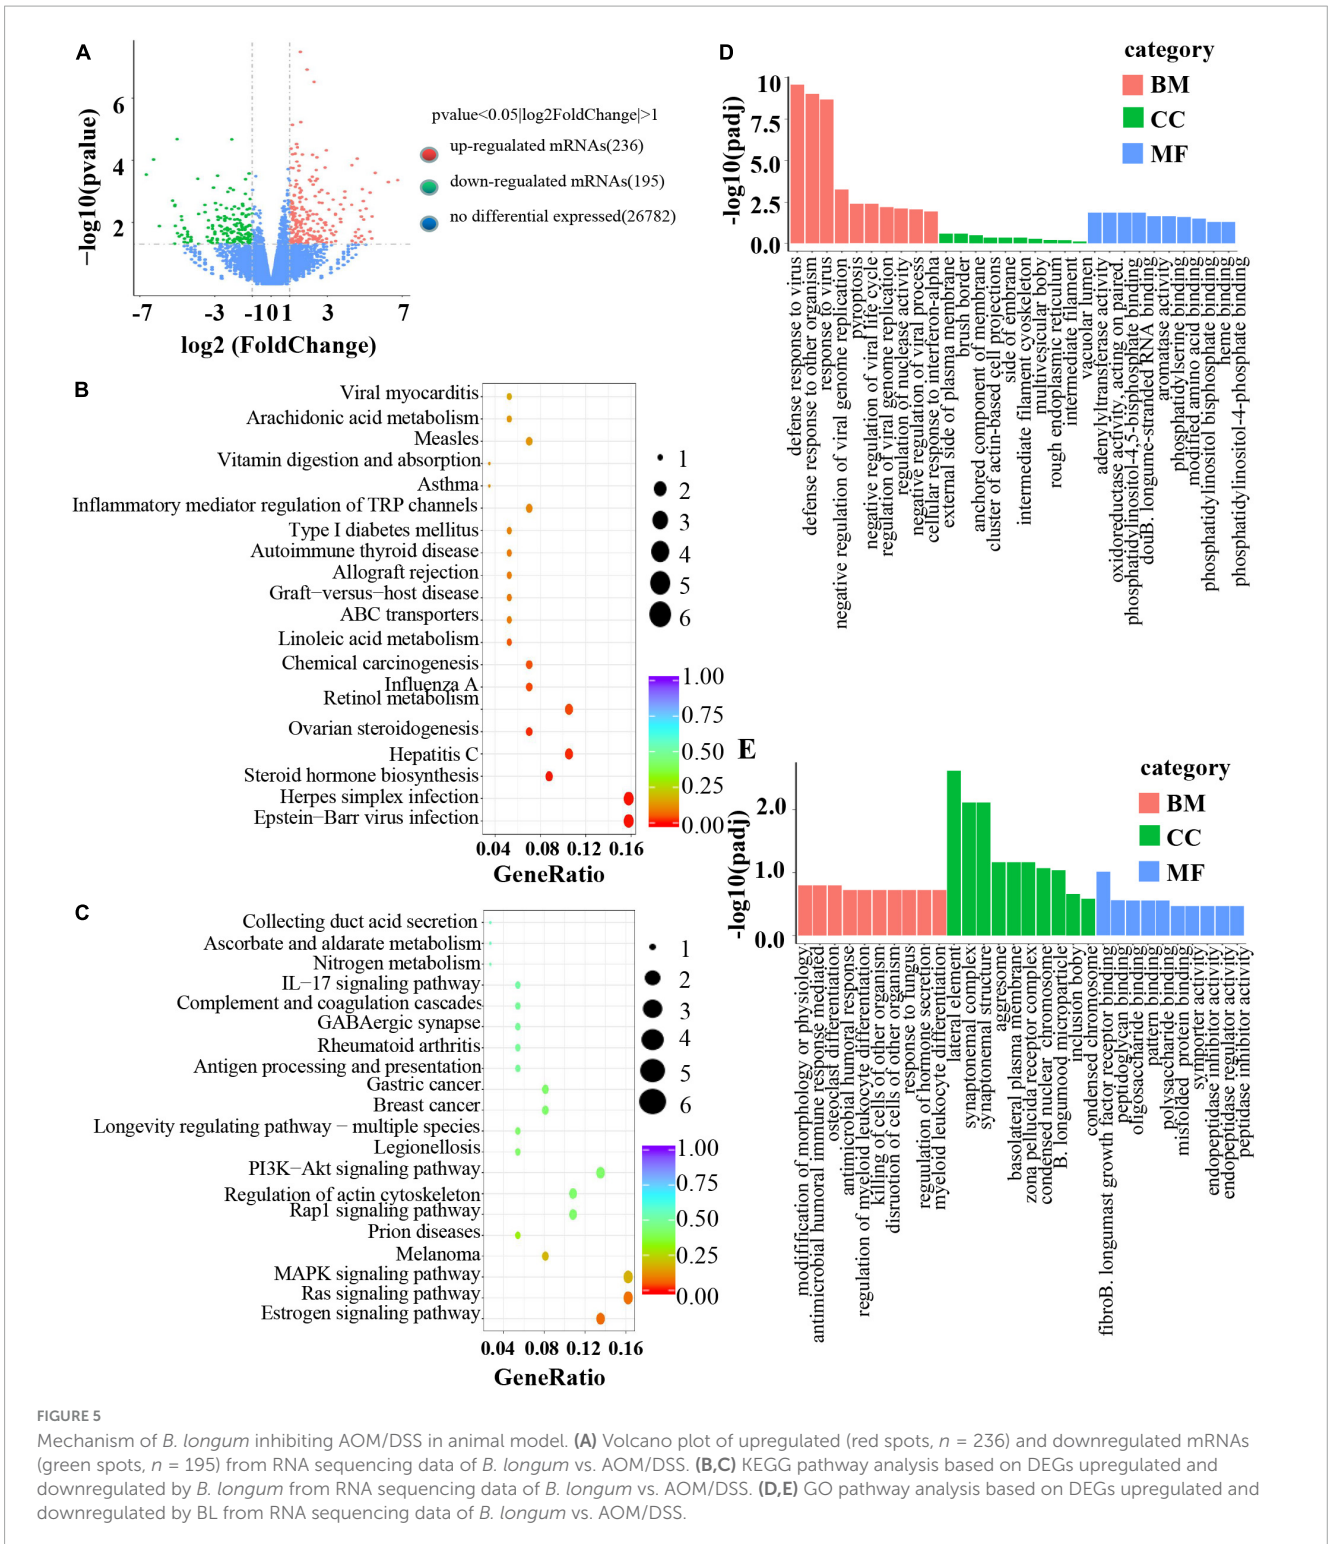 A
6
4
2
−log10(pvalue)
-7
-3
-1
0
1
3
7
log2 (FoldChange)
pvalue<0.05|log2FoldChange|>1
up-regualated mRNAs(236)
down-regualated mRNAs(195)
no differential expressed(26782)
B
Viral myocarditis
Arachidonic acid metabolism
Measles
Vitamin digestion and absorption
Asthma
Inflammatory mediator regulation of TRP channels
Type I diabetes mellitus
Autoimmune thyroid disease
Allograft rejection
Graft−versus−host disease
ABC transporters
Linoleic acid metabolism
Chemical carcinogenesis
Influenza A
Retinol metabolism
Ovarian steroidogenesis
Hepatitis C
Steroid hormone biosynthesis
Herpes simplex infection
Epstein−Barr virus infection
0.04 0.08 0.12 0.16
GeneRatio
1
2
3
4
5
6
1.00
0.75
0.50
0.25
0.00
C
Collecting duct acid secretion
Ascorbate and aldarate metabolism
Nitrogen metabolism
IL−17 signaling pathway
Complement and coagulation cascades
GABAergic synapse
Rheumatoid arthritis
Antigen processing and presentation
Gastric cancer
Breast cancer
Longevity regulating pathway − multiple species
Legionellosis
PI3K−Akt signaling pathway
Regulation of actin cytoskeleton
Rap1 signaling pathway
Prion diseases
Melanoma
MAPK signaling pathway
Ras signaling pathway
Estrogen signaling pathway
0.04 0.08 0.12 0.16
GeneRatio
1
2
3
4
5
6
1.00
0.75
0.50
0.25
0.00
D
category
BM
CC
MF
10
7.5
5.0
2.5
0.0
-log10(padj)
defense response to virus
defense response to other organism
response to virus
negative regulation of viral genome replication
pyroptosis
negative regulation of viral life cycle
regulation of viral genome replication
regulation of nuclease activity
negative regulation of viral process
cellular response to interferon-alpha
external side of plasma membrane
brush border
anchored component of membrane
cluster of actin-based cell projections
side of embrane
intermediate filament cyoskeleton
multivesicular boby
rough endoplasmic reticulum
intermediate filament
vacuolar lumen
adenylyltransferase activity
oxidoreductase activity, acting on paired
phosphatidylinositol-4,5-bisphosphate binding
douB. longume-stranded RNA binding
aromatase activity
phosphatidylserine binding
modified amino acid binding
phosphatidylinositol bisphosphate binding
heme binding
phosphatidylinositol-4-phosphate binding
E
category
BM
CC
MF
2.0
1.0
0.0
-log10(padj)
modififfication of morphology or physiology
antimicrobial humoral immune response mediated
osteoclast differentiation
antimicrobial humoral response
regulation of myeloid leukocyte differentiation
killing of cells of other organism
disruotion of cells of other organism
response to fungus
regulation of hormone secretion
myeloid leukocyte differentiation
lateral element
synaptonemal complex
synaptonemal structure
aggresome
basolateral plasma membrane
zona pellucida receptor complex
condensed nuclear chromosome
B. longumood microparticle
inclusion boby
condensed chromosome
fibroB. longumast growth factor receptor binding
peptidoglycan binding
oligosaccharide binding
pattern binding
polysaccharide binding
misfolded protein binding
symporter activity
endopeptidase inhibitor activity
endopeptidase regulator activity
peptidase inhibitor activity
FIGURE 5
Mechanism of B. longum inhibiting AOM/DSS in animal model. (A) Volcano plot of upregulated (red spots, n = 236) and downregulated mRNAs
(green spots, n = 195) from RNA sequencing data of B. longum vs. AOM/DSS. (B,C) KEGG pathway analysis based on DEGs upregulated and
downregulated by B. longum from RNA sequencing data of B. longum vs. AOM/DSS. (D,E) GO pathway analysis based on DEGs upregulated and
downregulated by BL from RNA sequencing data of B. longum vs. AOM/DSS.